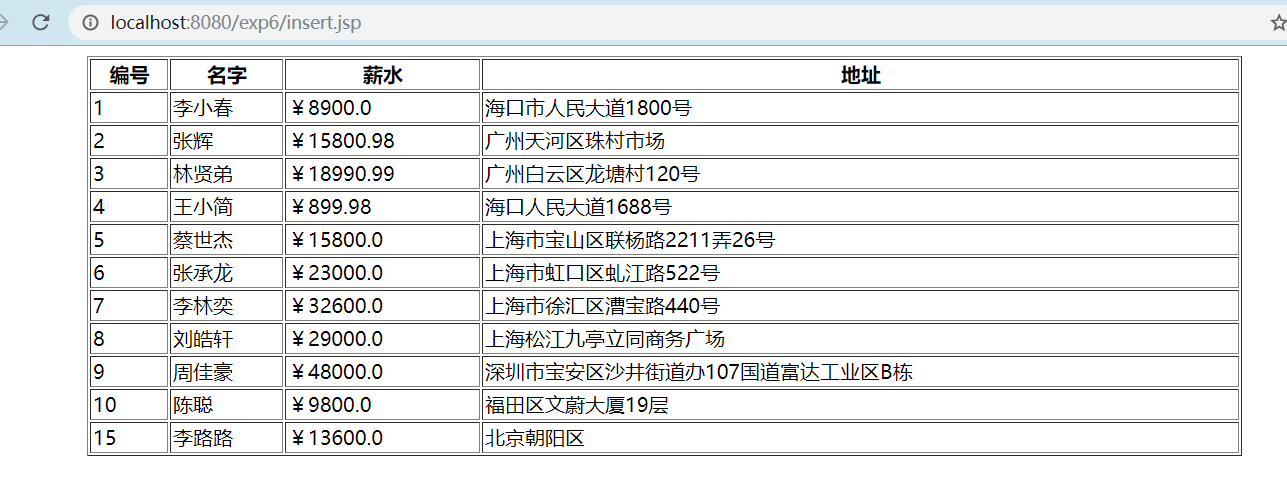 localhost:8080/exp6/insert.jsp
编号 名字 薪水 地址
1 李小春 ￥8900.0 海口市人民大道1800号
2 张辉 ￥15800.98 广州天河区珠村市场
3 林贤弟 ￥18990.99 广州白云区龙塘村120号
4 王小简 ￥899.98 海口人民大道1688号
5 蔡世杰 ￥15800.0 上海市宝山区联杨路2211弄26号
6 张承龙 ￥23000.0 上海市虹口区虬江路522号
7 李林奕 ￥32600.0 上海市徐汇区漕宝路440号
8 刘皓轩 ￥29000.0 上海松江九亭立同商务广场
9 周佳豪 ￥48000.0 深圳市宝安区沙井街道办107国道富达工业区B栋
10 陈聪 ￥9800.0 福田区文蔚大厦19层
15 李路路 ￥13600.0 北京朝阳区